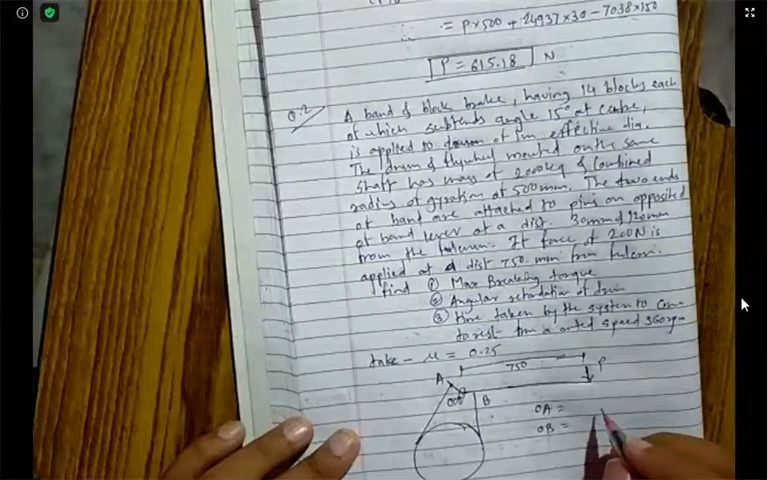 = P×500 + 24937×30 - 7038×150
P = 615.18 N
Q.2 A band & block brake, having 14 blocks each
of which subtends angle 15° at centre,
is applied to drum of 1m effective dia.
The drum & flywheel mounted on the same
shaft has mass of 2000kg & combined
radius of gyration of 500mm. The two ends
of band are attached to pins on opposited
of band lever at a dist. 30mm & 120mm
from the fulcrum. If force of 200N is
applied at a dist 750 mm from fulcrum.
find ① Max Breaking torque
② Angular retardation of drum
③ time taken by the system to come
to rest from a rated speed 360rpm
take - μ = 0.25
750
P
A
O
B
OA =
OB =